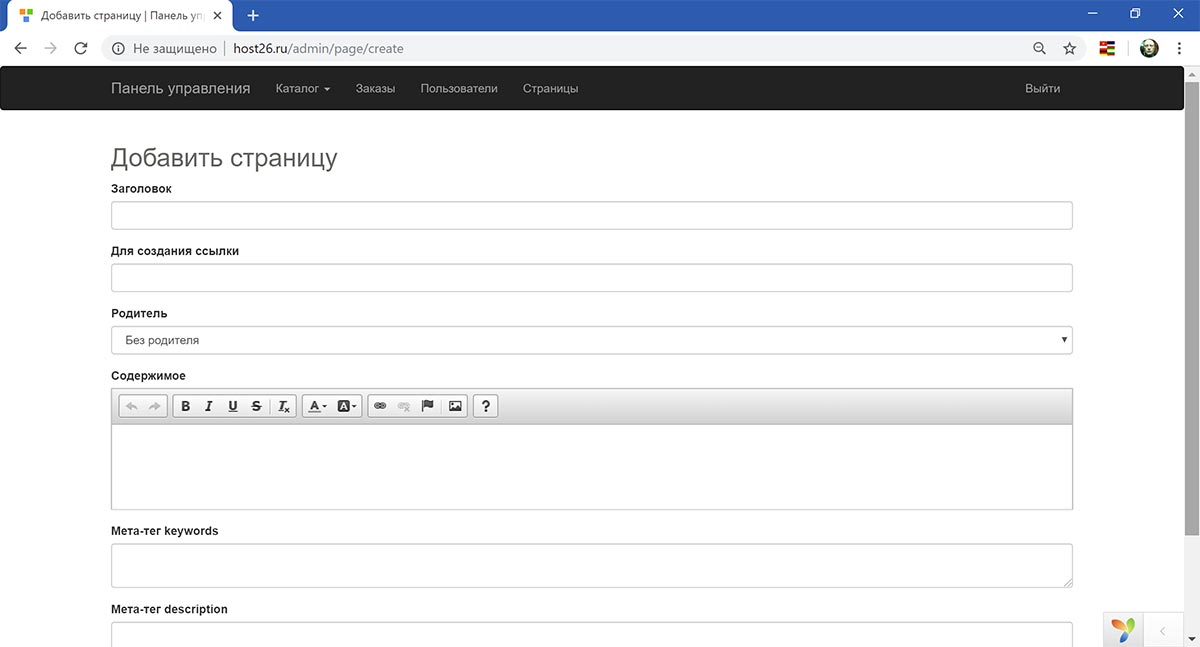 Добавить страницу | Панель уп
Не защищено host26.ru/admin/page/create
Панель управления Каталог Заказы Пользователи Страницы Выйти
Добавить страницу
Заголовок
Для создания ссылки
Родитель
Без родителя
Содержимое
B I U S Ix A A ?
Мета-тег keywords
Мета-тег description